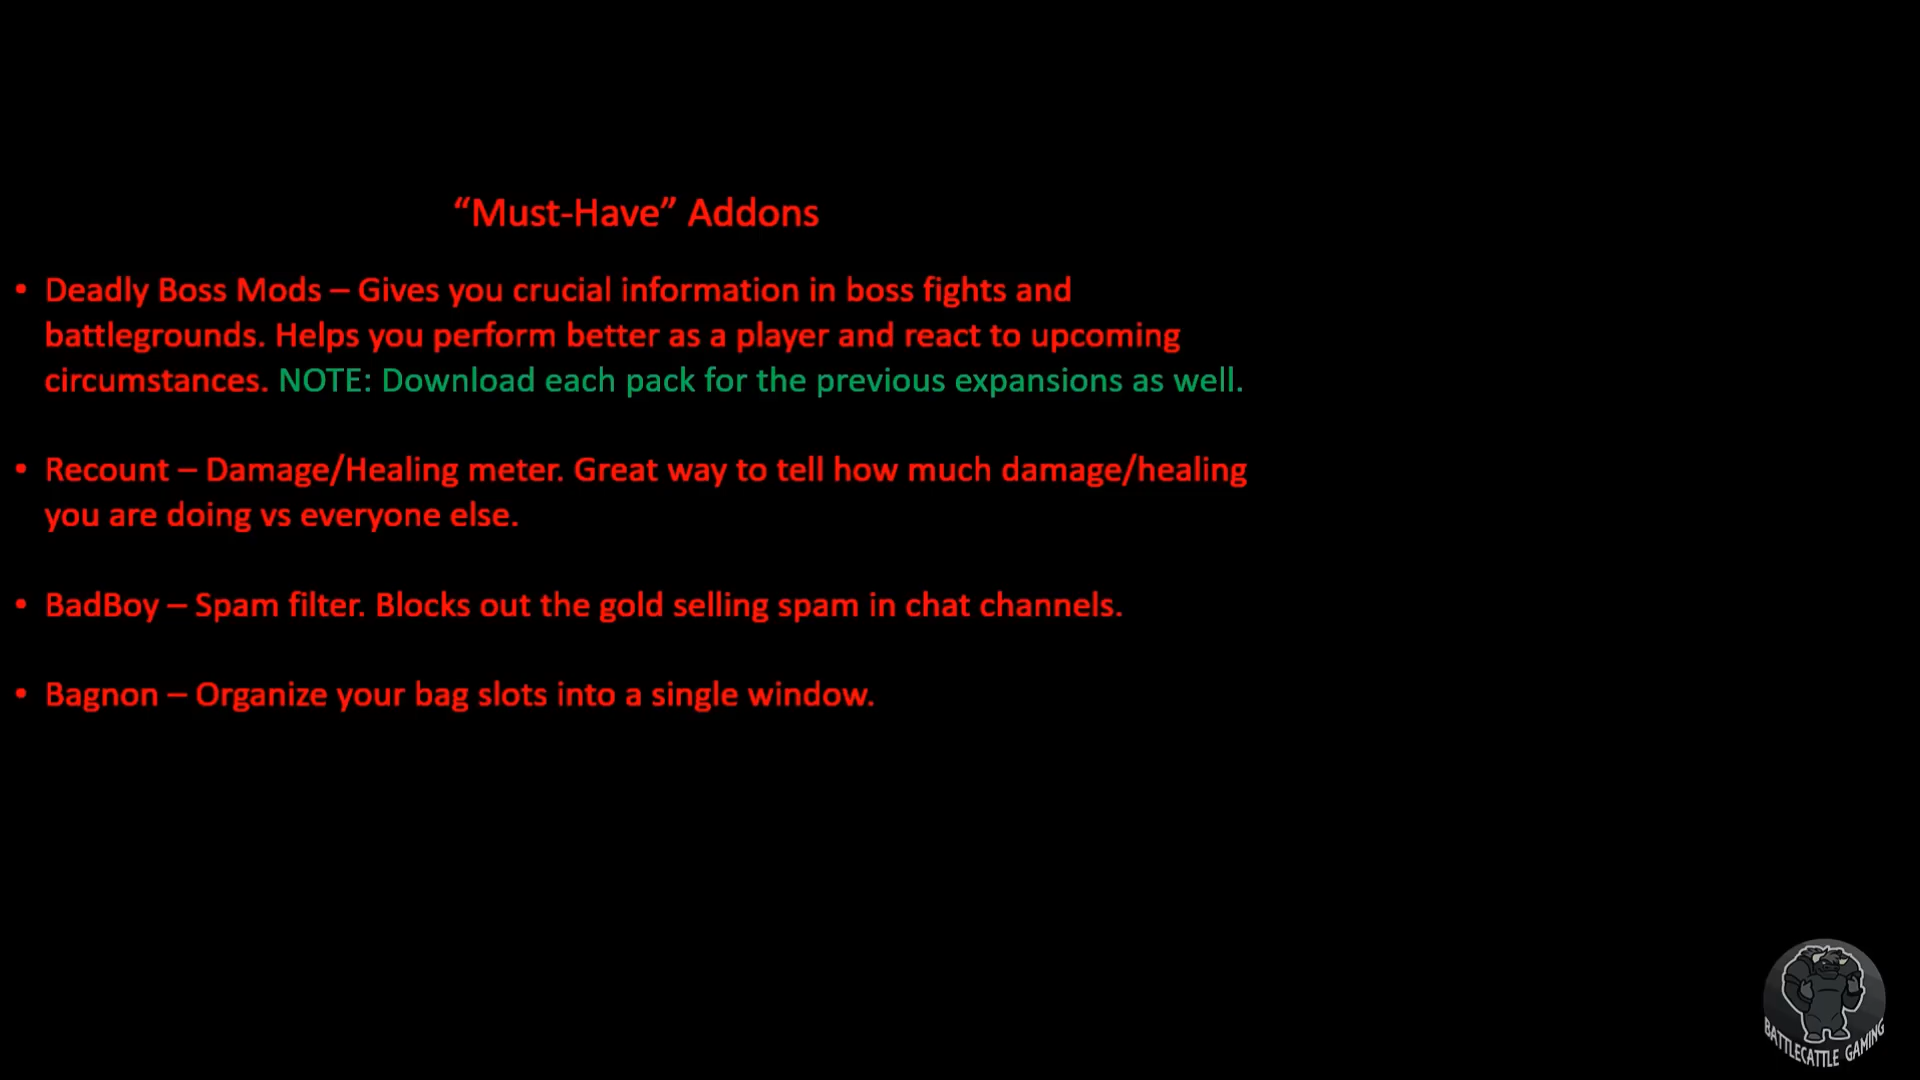 “Must-Have” Addons
• Deadly Boss Mods – Gives you crucial information in boss fights and
battlegrounds. Helps you perform better as a player and react to upcoming
circumstances. NOTE: Download each pack for the previous expansions as well.
• Recount – Damage/Healing meter. Great way to tell how much damage/healing
you are doing vs everyone else.
• BadBoy – Spam filter. Blocks out the gold selling spam in chat channels.
• Bagnon – Organize your bag slots into a single window.
BATTLECATTLE GAMING